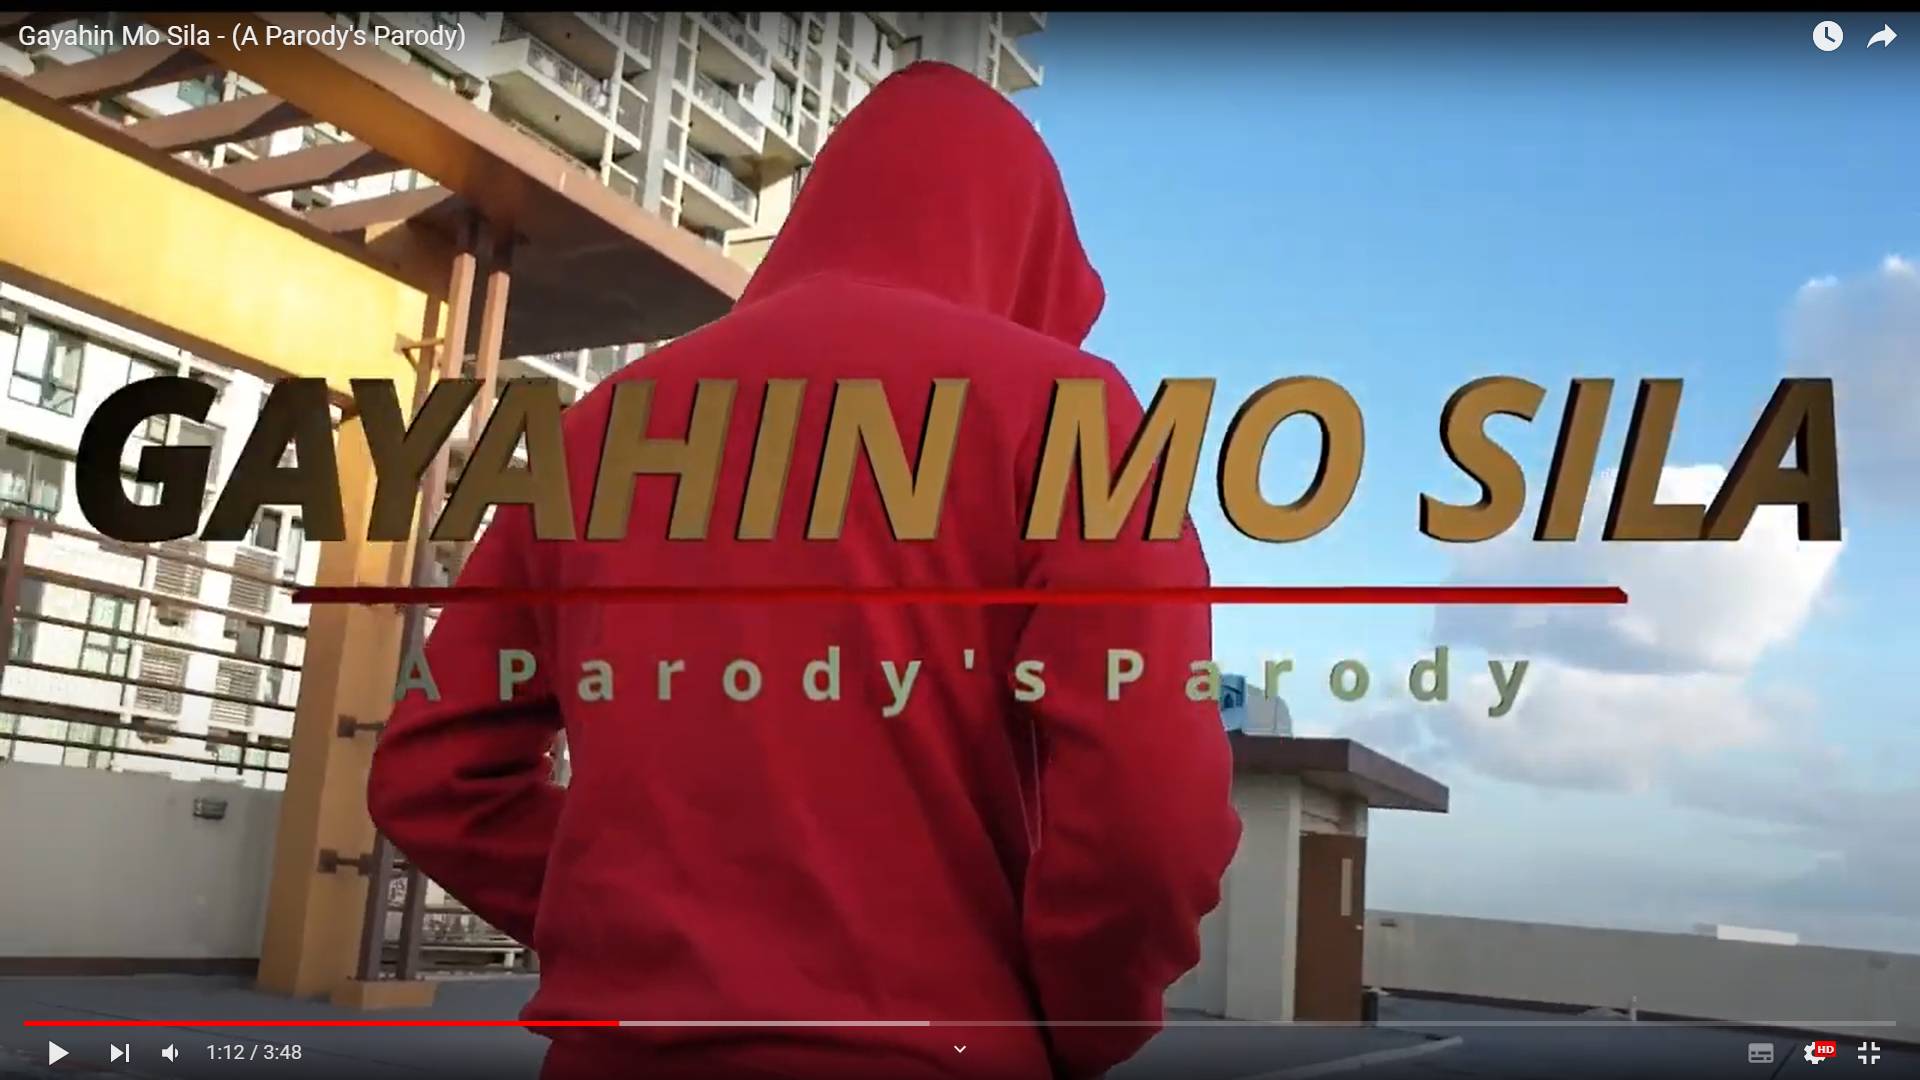 Gayahin Mo Sila - (A Parody's Parody)
GAYAHIN MO SILA
A Parody's Parody
1:12 / 3:48
HD